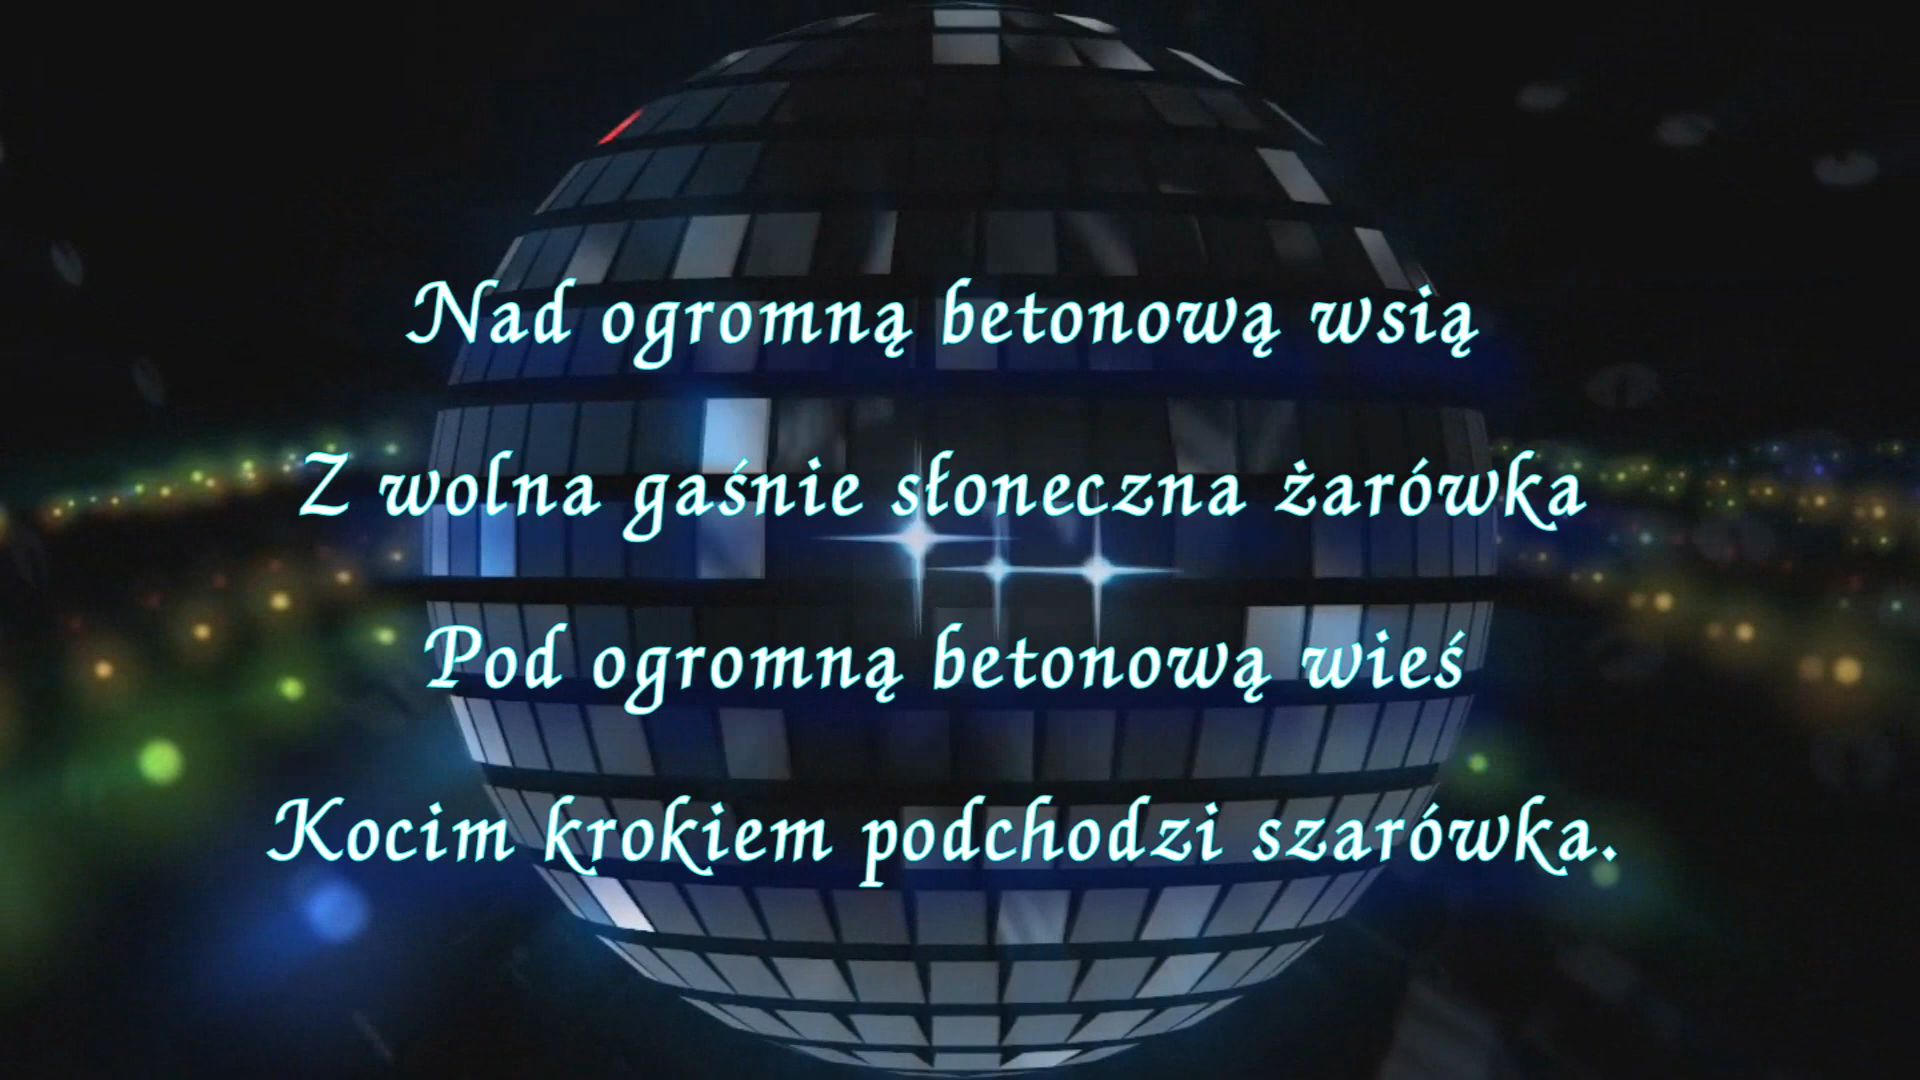 Nad ogromną betonową wsią
Z wolna gaśnie słoneczna żarówka
Pod ogromną betonową wieś
Kocim krokiem podchodzi szarówka.